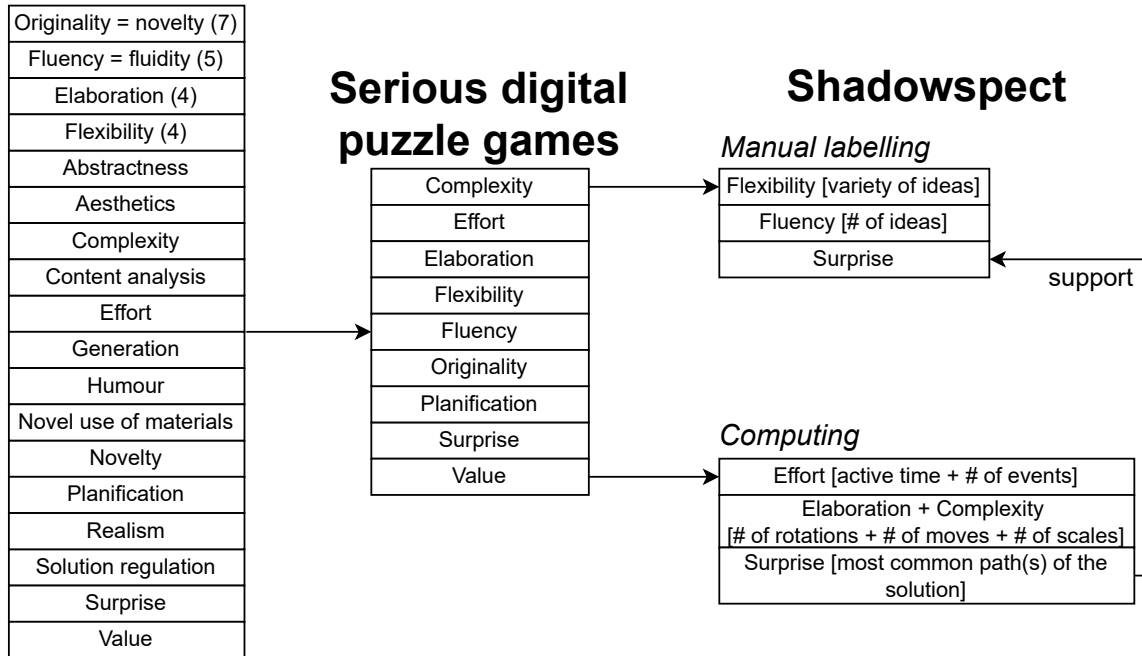 Originality = novelty (7)
Fluency = fluidity (5)
Elaboration (4)
Flexibility (4)
Abstractness
Aesthetics
Complexity
Content analysis
Effort
Generation
Humour
Novel use of materials
Novelty
Planification
Realism
Solution regulation
Surprise
Value
Serious digital
puzzle games
Complexity
Effort
Elaboration
Flexibility
Fluency
Originality
Planification
Surprise
Value
Shadowspect
Manual labelling
Flexibility [variety of ideas]
Fluency [# of ideas]
Surprise
support
Computing
Effort [active time + # of events]
Elaboration + Complexity
[# of rotations + # of moves + # of scales]
Surprise [most common path(s) of the
solution]